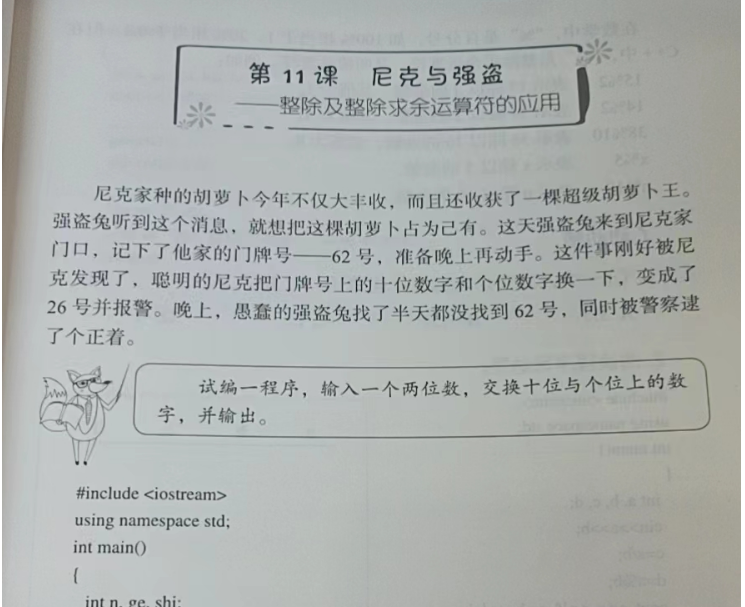 第 11 课 尼克与强盗
——整除及整除求余运算符的应用
尼克家种的胡萝卜今年不仅大丰收，而且还收获了一棵超级胡萝卜王。
强盗兔听到这个消息，就想把这棵胡萝卜占为己有。这天强盗兔来到尼克家
门口，记下了他家的门牌号——62 号，准备晚上再动手。这件事刚好被尼
克发现了，聪明的尼克把门牌号上的十位数字和个位数字换一下，变成了
26 号并报警。晚上，愚蠢的强盗兔找了半天都没找到 62 号，同时被警察逮
了个正着。
试编一程序，输入一个两位数，交换十位与个位上的数
字，并输出。
#include <iostream>
using namespace std;
int main()
{
int n, ge, shi;